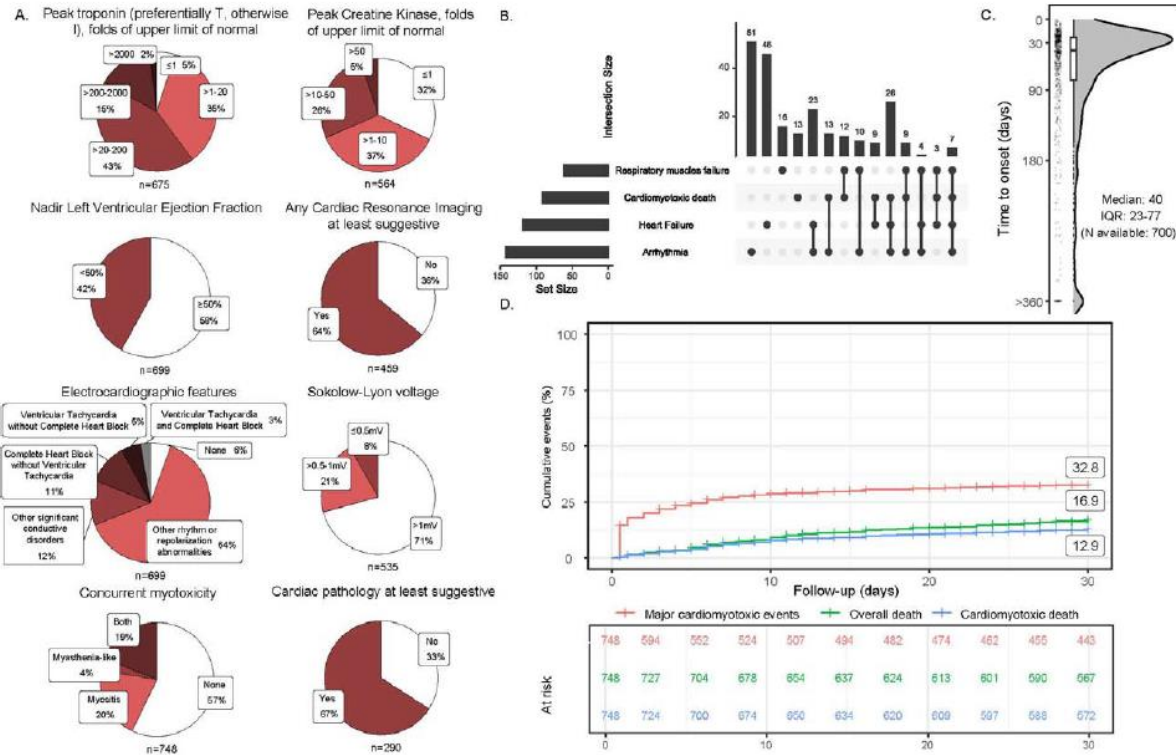 A.
Peak troponin (preferentially T, otherwise
I), folds of upper limit of normal
>2000 2%
≤1 5%
>200-2000
15%
>1-20
35%
>20-200
43%
n=675
Peak Creatine Kinase, folds
of upper limit of normal
>50
5%
≤1
32%
>10-50
26%
>1-10
37%
n=564
Nadir Left Ventricular Ejection Fraction
<50%
42%
≥50%
58%
n=699
Any Cardiac Resonance Imaging
at least suggestive
No
36%
Yes
64%
n=459
Electrocardiographic features
Ventricular Tachycardia
without Complete Heart Block 5%
Ventricular Tachycardia
and Complete Heart Block 3%
None 6%
Complete Heart Block
without Ventricular
Tachycardia
11%
Other significant
conductive
disorders
12%
Other rhythm or
repolarization
abnormalities 64%
n=699
Sokolow-Lyon voltage
≤0.5mV
8%
>0.5-1mV
21%
>1mV
71%
n=535
Concurrent myotoxicity
Both
19%
Myasthenia-like
4%
Myositis
20%
None
57%
n=748
Cardiac pathology at least suggestive
No
33%
Yes
67%
n=290
B.
Intersection Size
40
20
0
51
46
16
13
23
13
12
10
9
26
9
4
3
7
Respiratory muscles failure
Cardiomyotoxic death
Heart Failure
Arrhythmia
150
100
50
0
Set Size
C.
Time to onset (days)
0
30
90
180
>360
Median: 40
IQR: 23-77
(N available: 700)
D.
Cumulative events (%)
100
75
50
25
0
32.8
16.9
12.9
0
10
20
30
Follow-up (days)
Major cardiomyotoxic events
Overall death
Cardiomyotoxic death
At risk
748 594 552 524 507 494 482 474 462 455 443
748 727 704 678 654 637 624 613 601 590 567
748 724 700 674 650 634 620 609 597 588 572
0
10
20
30